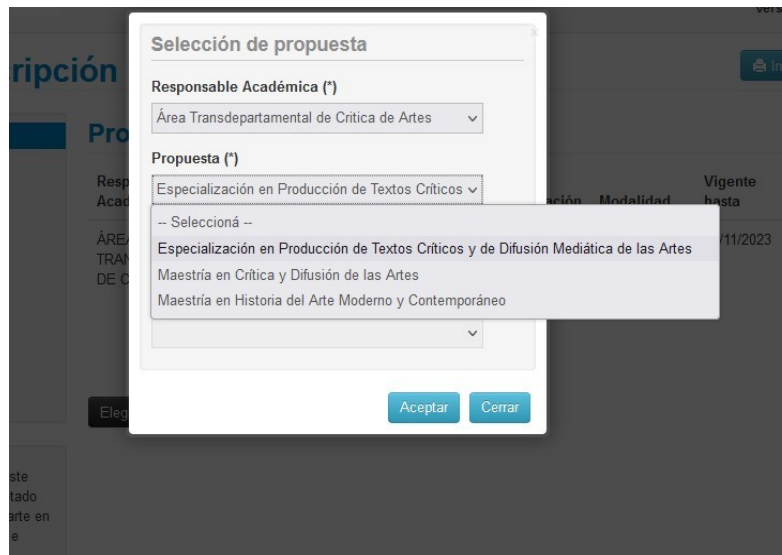 Selección de propuesta
x
Responsable Académica (*)
Área Transdepartamental de Critica de Artes
Propuesta (*)
Especialización en Producción de Textos Críticos
-- Seleccioná --
Especialización en Producción de Textos Críticos y de Difusión Mediática de las Artes
Maestría en Crítica y Difusión de las Artes
Maestría en Historia del Arte Moderno y Contemporáneo
Aceptar Cerrar
ripción
Pro
Resp
Acad
ación Modalidad Vigente
hasta
ÁREA
TRAN
DE C
/11/2023
Eleg
ste
tado
arte en
e